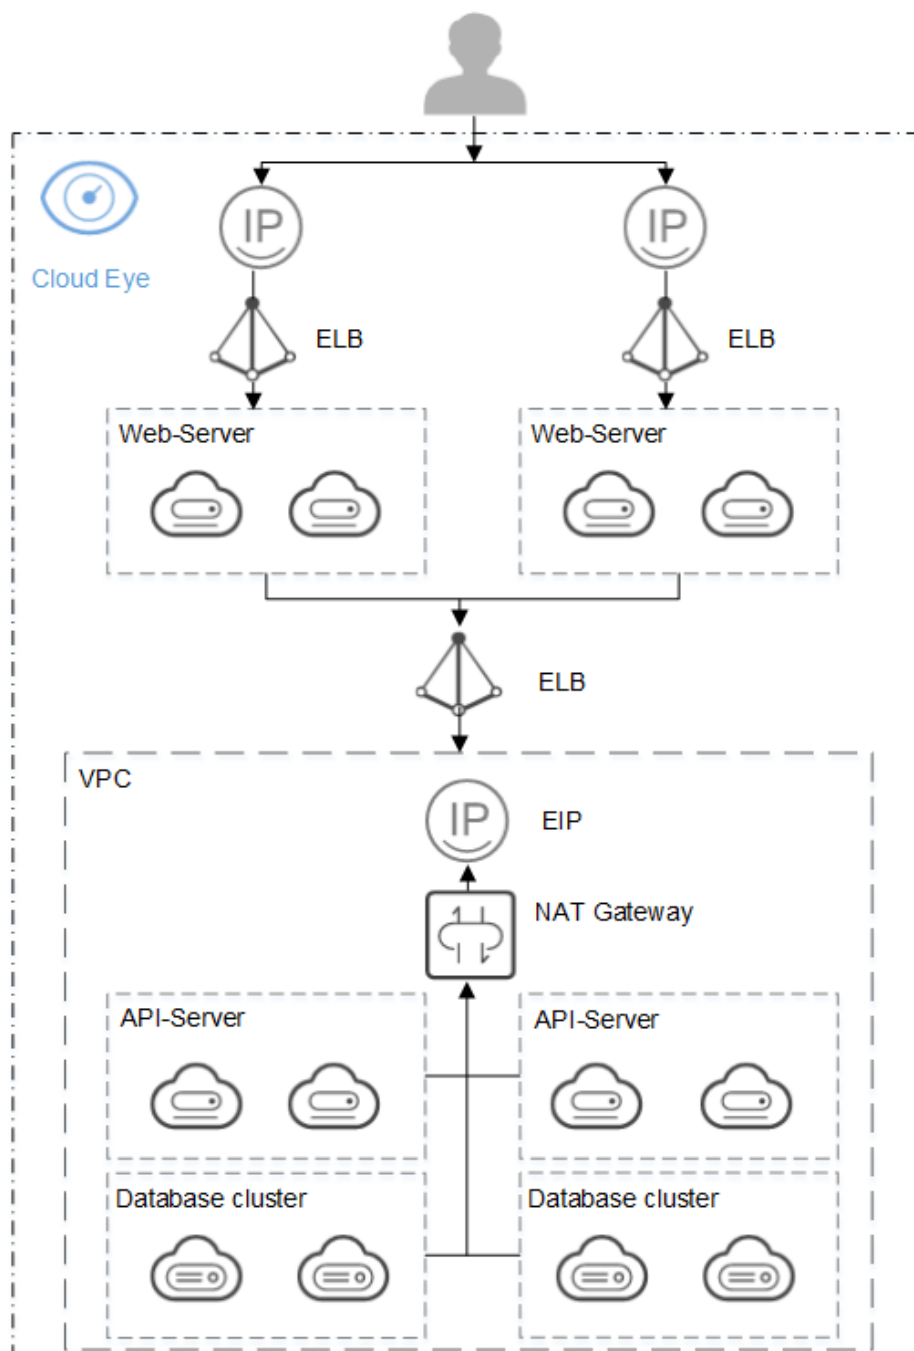 IP
IP
Cloud Eye
ELB
ELB
Web-Server
Web-Server
ELB
VPC
IP
EIP
NAT Gateway
API-Server
API-Server
Database cluster
Database cluster